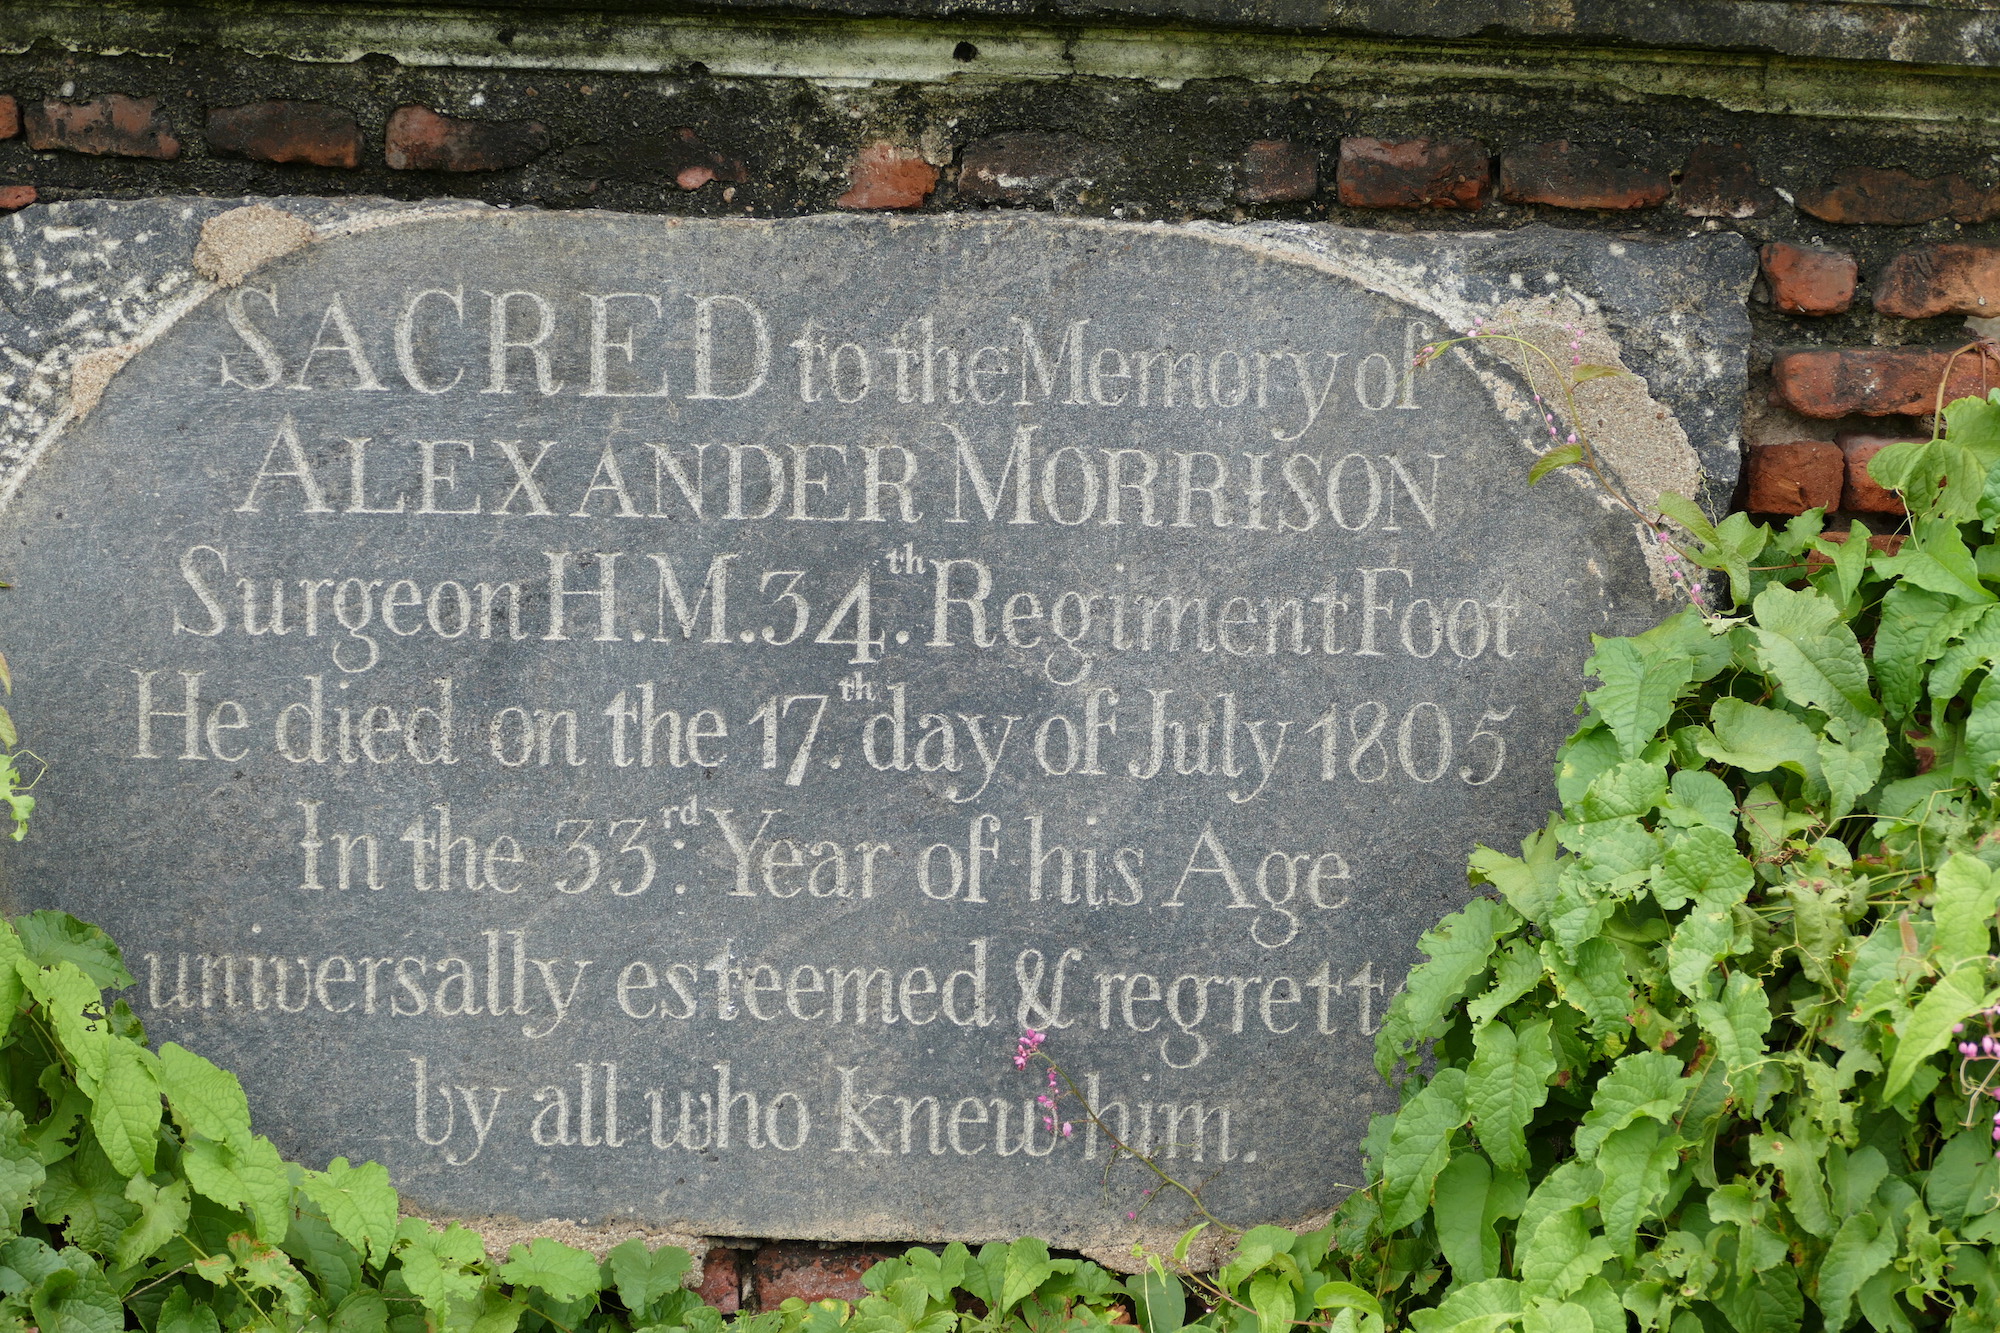 SACRED to the Memory of
ALEXANDER MORRISON
Surgeon H.M. 34th. Regiment Foot
He died on the 17th. day of July 1805
In the 33rd: Year of his Age
universally esteemed & regrette
by all who knew him.